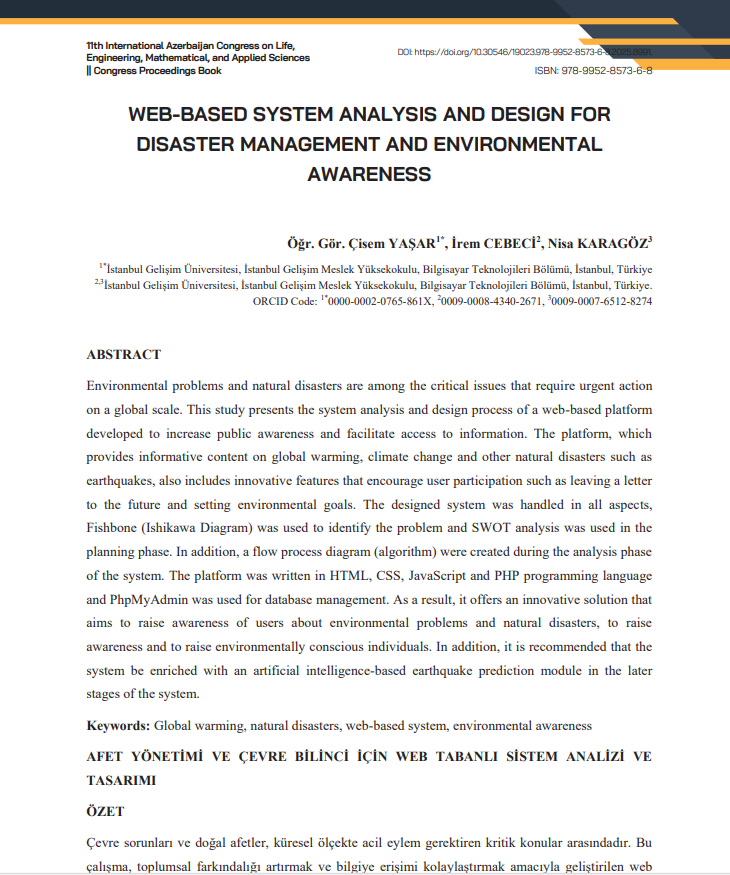 11th International Azerbaijan Congress on Life,
Engineering, Mathematical, and Applied Sciences
|| Congress Proceedings Book
DOI: https://doi.org/10.30546/19023.978-9952-8573-6-8.2025.8991.
ISBN: 978-9952-8573-6-8
WEB-BASED SYSTEM ANALYSIS AND DESIGN FOR
DISASTER MANAGEMENT AND ENVIRONMENTAL
AWARENESS
Öğr. Gör. Çisem YAŞAR1*, İrem CEBECİ2, Nisa KARAGÖZ3
1*İstanbul Gelişim Üniversitesi, İstanbul Gelişim Meslek Yüksekokulu, Bilgisayar Teknolojileri Bölümü, İstanbul, Türkiye
2,3İstanbul Gelişim Üniversitesi, İstanbul Gelişim Meslek Yüksekokulu, Bilgisayar Teknolojileri Bölümü, İstanbul, Türkiye.
ORCID Code: 1*0000-0002-0765-861X, 20009-0008-4340-2671, 30009-0007-6512-8274
ABSTRACT
Environmental problems and natural disasters are among the critical issues that require urgent action
on a global scale. This study presents the system analysis and design process of a web-based platform
developed to increase public awareness and facilitate access to information. The platform, which
provides informative content on global warming, climate change and other natural disasters such as
earthquakes, also includes innovative features that encourage user participation such as leaving a letter
to the future and setting environmental goals. The designed system was handled in all aspects,
Fishbone (Ishikawa Diagram) was used to identify the problem and SWOT analysis was used in the
planning phase. In addition, a flow process diagram (algorithm) were created during the analysis phase
of the system. The platform was written in HTML, CSS, JavaScript and PHP programming language
and PhpMyAdmin was used for database management. As a result, it offers an innovative solution that
aims to raise awareness of users about environmental problems and natural disasters, to raise
awareness and to raise environmentally conscious individuals. In addition, it is recommended that the
system be enriched with an artificial intelligence-based earthquake prediction module in the later
stages of the system.
Keywords: Global warming, natural disasters, web-based system, environmental awareness
AFET YÖNETİMİ VE ÇEVRE BİLİNCİ İÇİN WEB TABANLI SİSTEM ANALİZİ VE
TASARIMI
ÖZET
Çevre sorunları ve doğal afetler, küresel ölçekte acil eylem gerektiren kritik konular arasındadır. Bu
çalışma, toplumsal farkındalığı artırmak ve bilgiye erişimi kolaylaştırmak amacıyla geliştirilen web